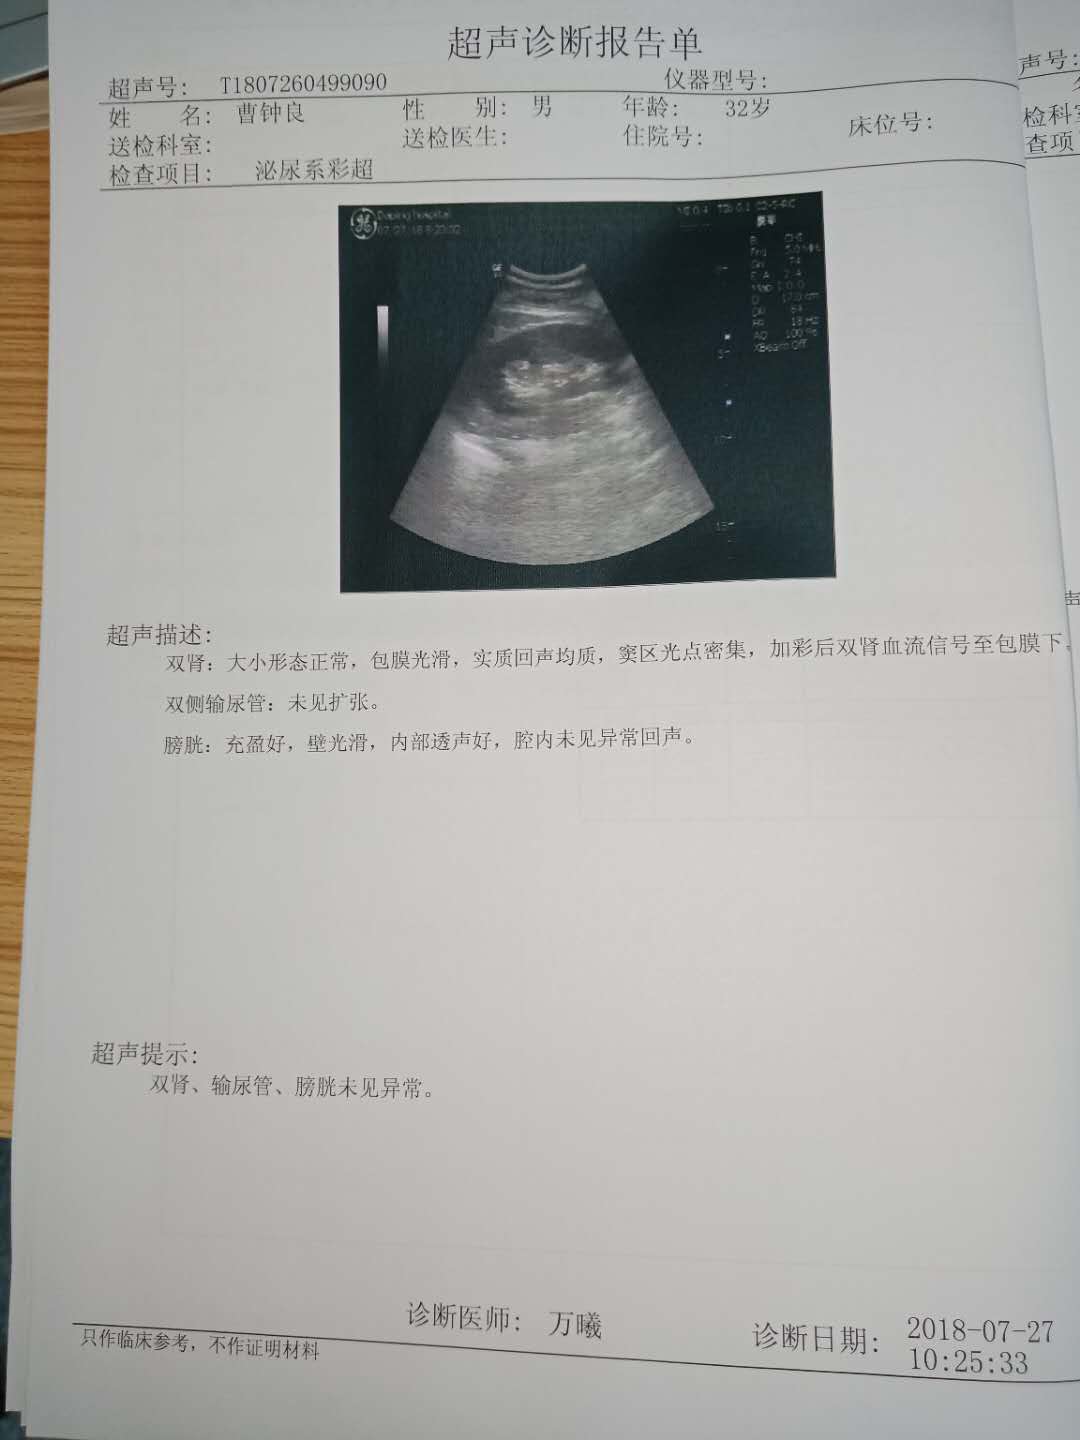 超声诊断报告单
超声号: T1807260499090 仪器型号:
姓 名: 曹钟良 性 别: 男 年龄: 32岁
送检科室: 送检医生: 住院号: 床位号:
检查项目: 泌尿系彩超
声号:
检科
查项
Daping hospital
超声描述:
双肾: 大小形态正常, 包膜光滑, 实质回声均质, 窦区光点密集, 加彩后双肾血流信号至包膜下。
双侧输尿管: 未见扩张。
膀胱: 充盈好, 壁光滑, 内部透声好, 腔内未见异常回声。
超声提示:
双肾、输尿管、膀胱未见异常。
诊断医师: 万曦
诊断日期: 2018-07-27
10:25:33
只作临床参考, 不作证明材料